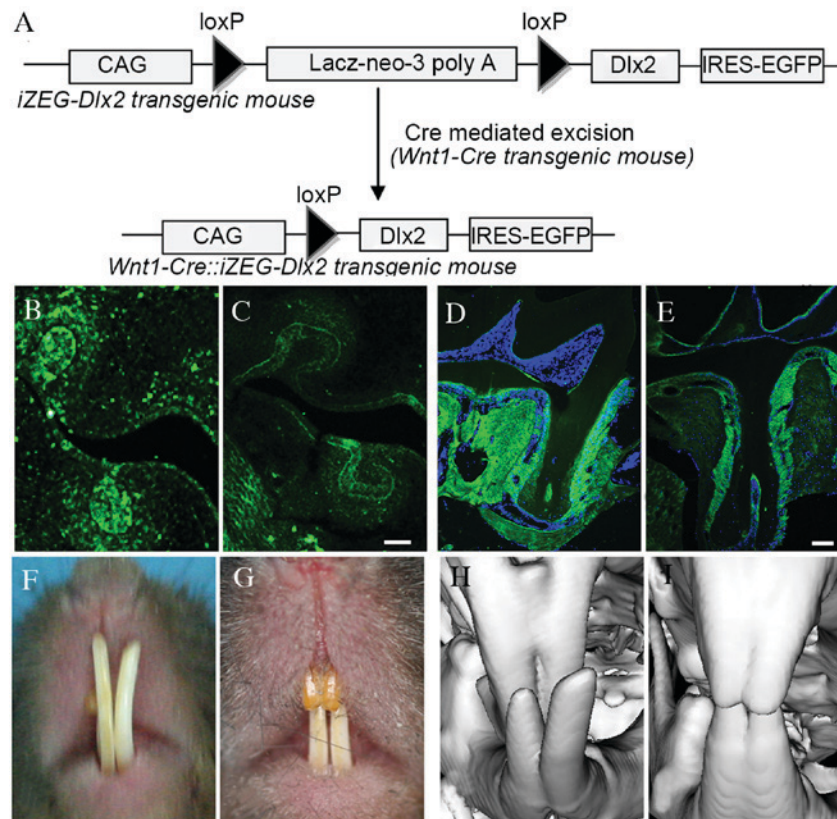 A
loxP
loxP
CAG
Lacz-neo-3 poly A
Dlx2
IRES-EGFP
iZEG-Dlx2 transgenic mouse
Cre mediated excision
(Wnt1-Cre transgenic mouse)
loxP
CAG
Dlx2
IRES-EGFP
Wnt1-Cre::iZEG-Dlx2 transgenic mouse
B
C
D
E
F
G
H
I